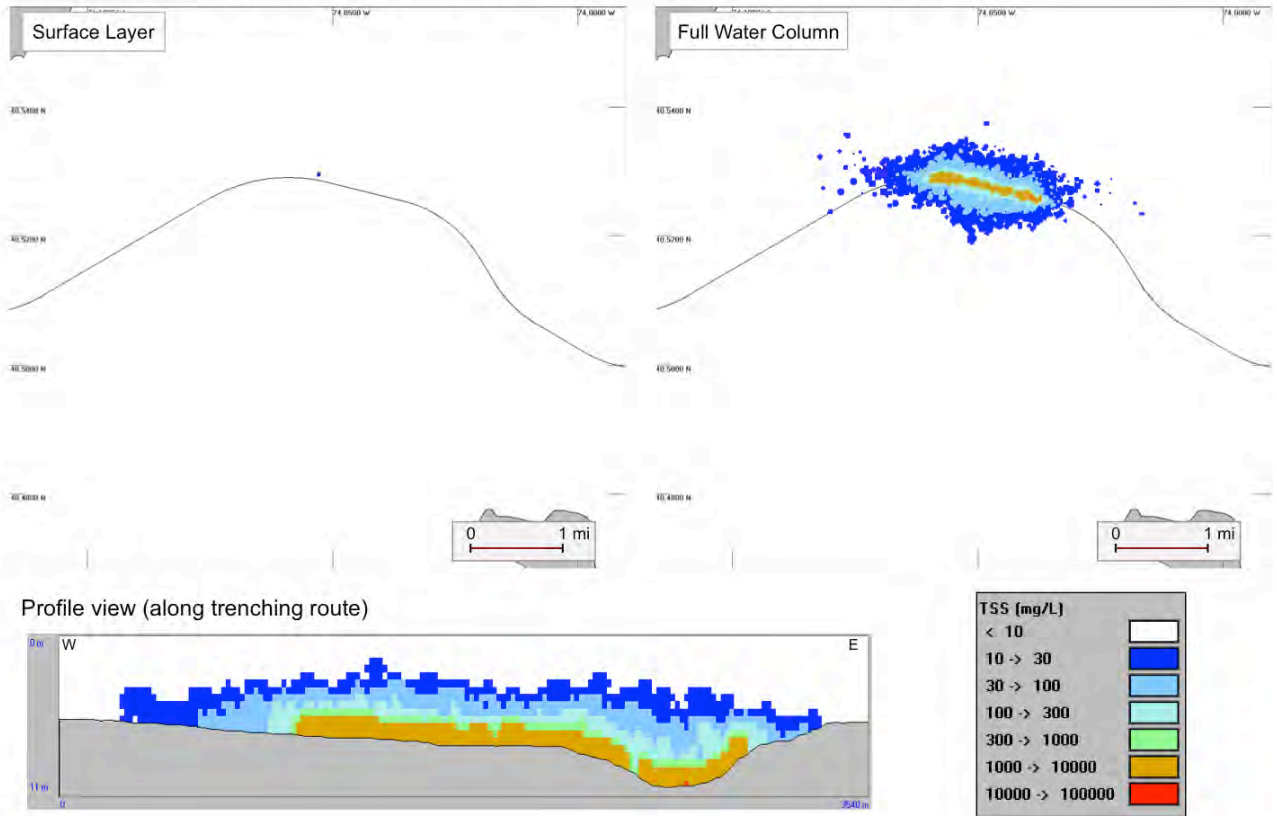 Surface Layer
74.0500 W
74.0000 W
40.5400 N
40.5200 N
40.5000 N
40.4800 N
0 1 mi
Full Water Column
74.0500 W
74.0000 W
40.5400 N
40.5200 N
40.5000 N
40.4800 N
0 1 mi
Profile view (along trenching route)
0 m
W
E
11 m
0
3540 m
TSS (mg/L)
< 10
10 -> 30
30 -> 100
100 -> 300
300 -> 1000
1000 -> 10000
10000 -> 100000